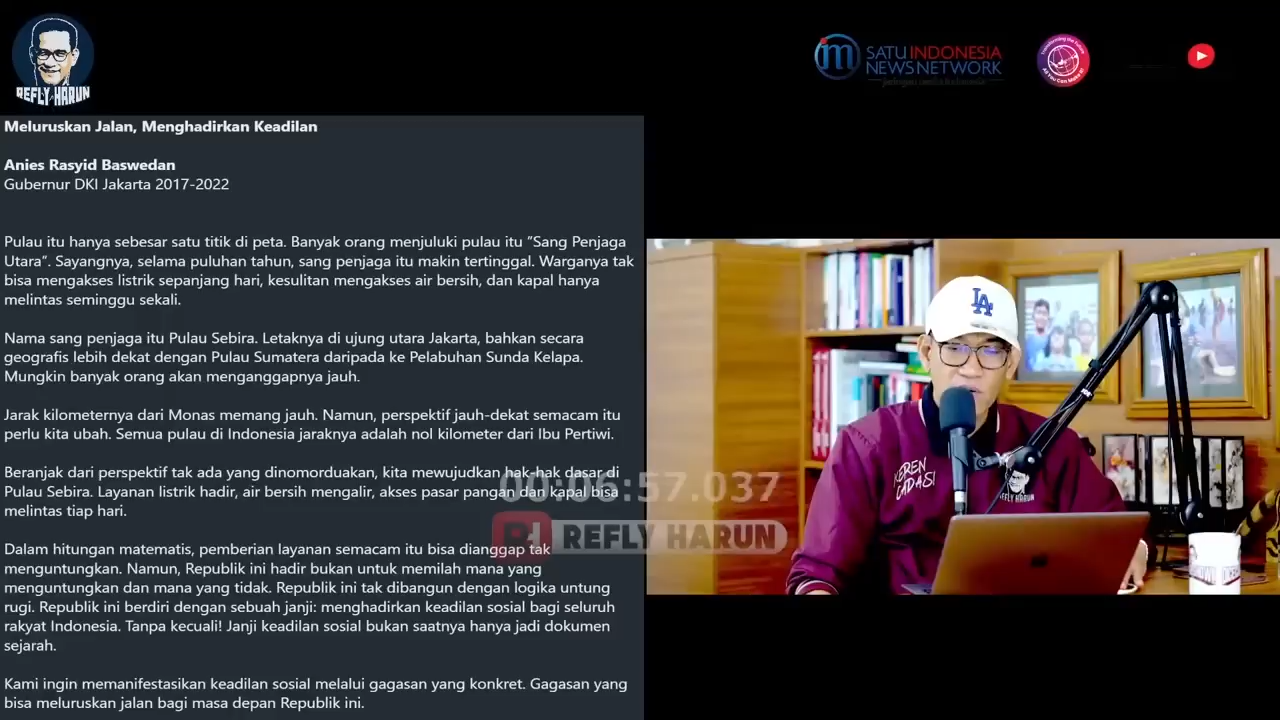 REFLY HARUN
SATU INDONESIA
NEWS NETWORK
Meluruskan Jalan, Menghadirkan Keadilan
Anies Rasyid Baswedan
Gubernur DKI Jakarta 2017-2022
Pulau itu hanya sebesar satu titik di peta. Banyak orang menjuluki pulau itu “Sang Penjaga
Utara”. Sayangnya, selama puluhan tahun, sang penjaga itu makin tertinggal. Warganya tak
bisa mengakses listrik sepanjang hari, kesulitan mengakses air bersih, dan kapal hanya
melintas seminggu sekali.
Nama sang penjaga itu Pulau Sebira. Letaknya di ujung utara Jakarta, bahkan secara
geografis lebih dekat dengan Pulau Sumatera daripada ke Pelabuhan Sunda Kelapa.
Mungkin banyak orang akan menganggapnya jauh.
Jarak kilometernya dari Monas memang jauh. Namun, perspektif jauh-dekat semacam itu
perlu kita ubah. Semua pulau di Indonesia jaraknya adalah nol kilometer dari Ibu Pertiwi.
Beranjak dari perspektif tak ada yang dinomorduakan, kita mewujudkan hak-hak dasar di
Pulau Sebira. Layanan listrik hadir, air bersih mengalir, akses pasar pangan dan kapal bisa
melintas tiap hari.
Dalam hitungan matematis, pemberian layanan semacam itu bisa dianggap tak
menguntungkan. Namun, Republik ini hadir bukan untuk memilah mana yang
menguntungkan dan mana yang tidak. Republik ini tak dibangun dengan logika untung
rugi. Republik ini berdiri dengan sebuah janji: menghadirkan keadilan sosial bagi seluruh
rakyat Indonesia. Tanpa kecuali! Janji keadilan sosial bukan saatnya hanya jadi dokumen
sejarah.
Kami ingin memanifestasikan keadilan sosial melalui gagasan yang konkret. Gagasan yang
bisa meluruskan jalan bagi masa depan Republik ini.
00:06:57.037
REFLY HARUN
LA
KEREN
CADASI
REFLY HARUN